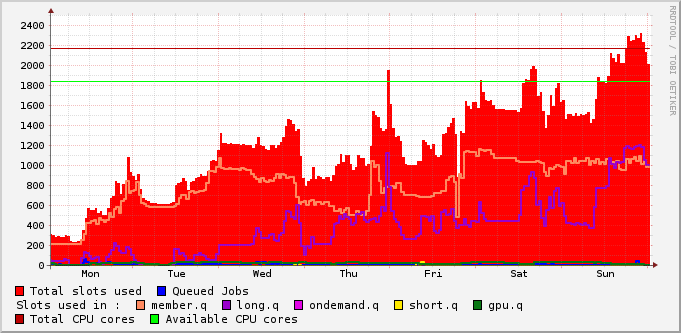 2400
2200
2000
1800
1600
1400
1200
1000
800
600
400
200
0
Mon Tue Wed Thu Fri Sat Sun
RRDTOOL / TOBI OETIKER
Total slots used Queued Jobs
Slots used in : member.q long.q ondemand.q short.q gpu.q
Total CPU cores Available CPU cores